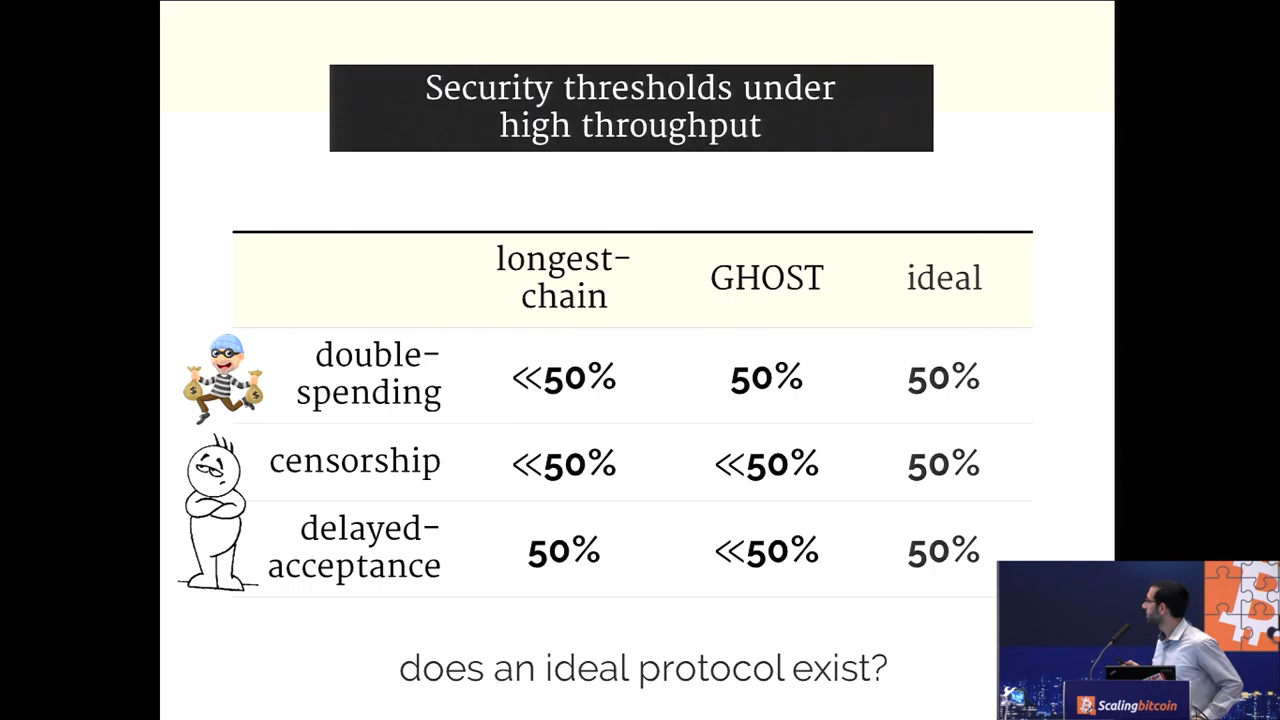 Security thresholds under
high throughput
longest-
chain
GHOST
ideal
double-
spending
≪50%
50%
50%
censorship
≪50%
≪50%
50%
delayed-
acceptance
50%
≪50%
50%
does an ideal protocol exist?
Scalingbitcoin